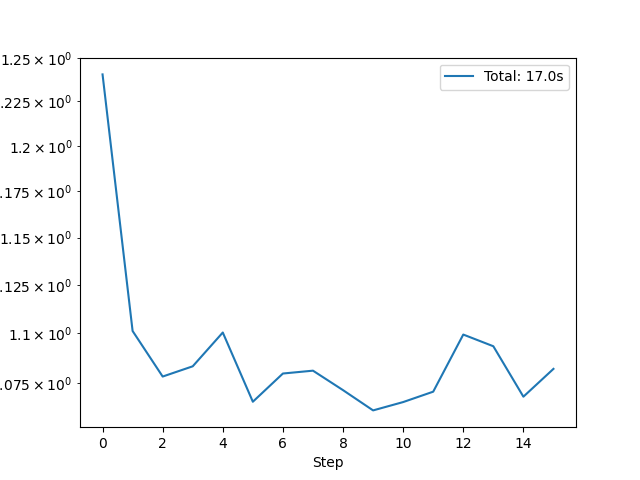 1.25 × 10⁰
.225 × 10⁰
1.2 × 10⁰
.175 × 10⁰
1.15 × 10⁰
.125 × 10⁰
1.1 × 10⁰
.075 × 10⁰
Total: 17.0s
0 2 4 6 8 10 12 14
Step